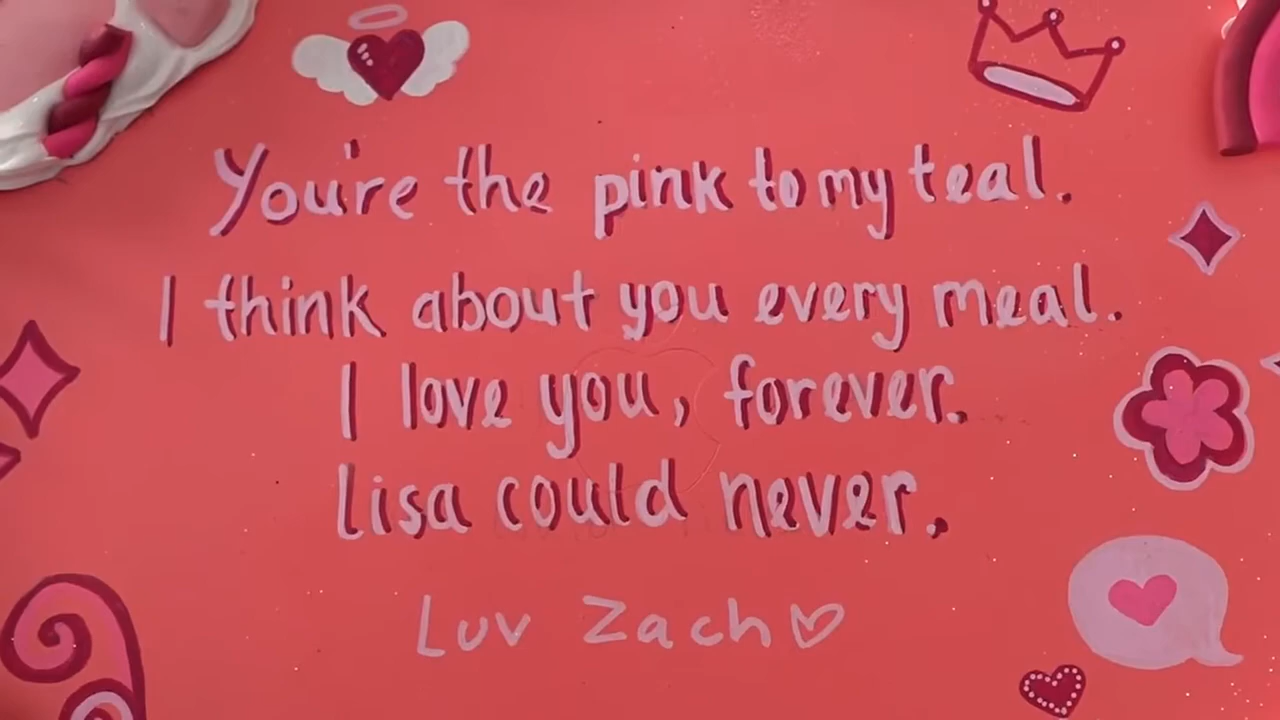 You're the pink to my teal.
I think about you every meal.
I love you, forever.
Lisa could never.
Luv Zach